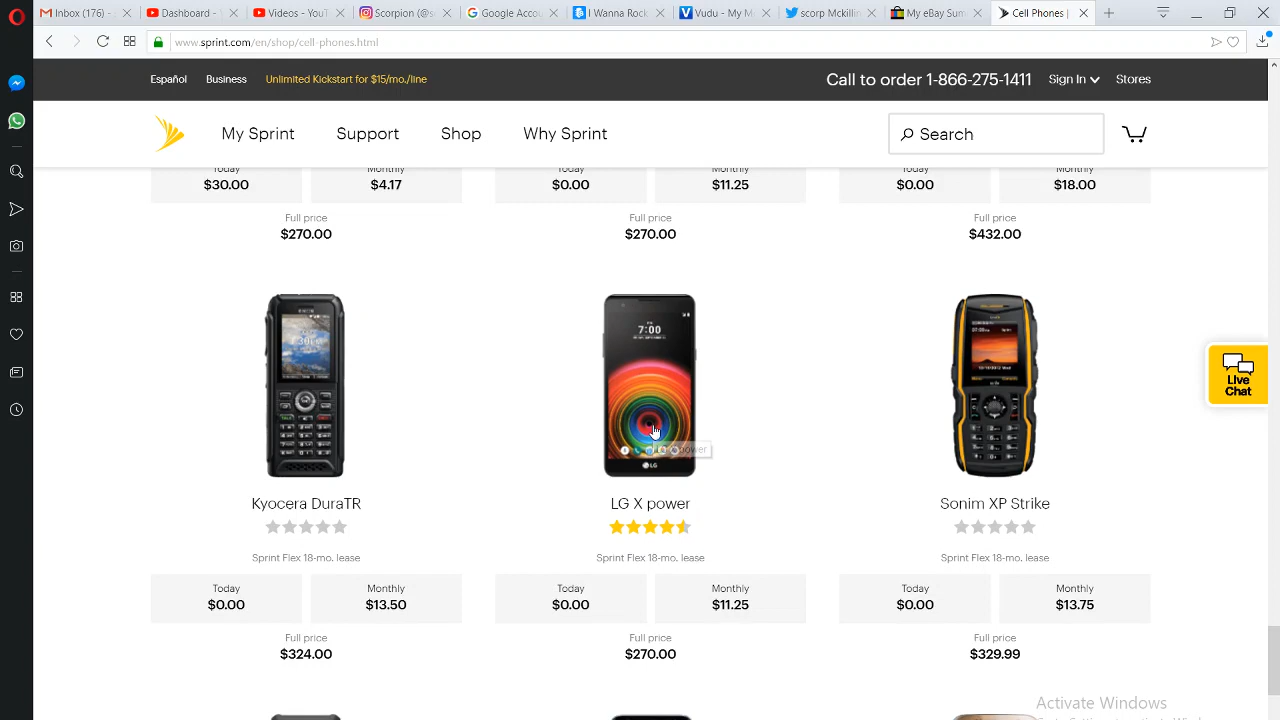 Inbox (176)
Dashboard -
Videos - YouT
Sorpion (@s
Google Acco
I Wanna Rock
Vudu - My M
scorp Molotc
My eBay Sun
Cell Phones |
www.sprint.com/en/shop/cell-phones.html
Español Business Unlimited Kickstart for $15/mo./line Call to order 1-866-275-1411 Sign In Stores
My Sprint Support Shop Why Sprint Search
Today Monthly Today Monthly Today Monthly
$30.00 $4.17 $0.00 $11.25 $0.00 $18.00
Full price Full price Full price
$270.00 $270.00 $432.00
7:00
LG
Live
Chat
Kyocera DuraTR LG X power Sonim XP Strike
Sprint Flex 18-mo. lease Sprint Flex 18-mo. lease Sprint Flex 18-mo. lease
Today Monthly Today Monthly Today Monthly
$0.00 $13.50 $0.00 $11.25 $0.00 $13.75
Full price Full price Full price
$324.00 $270.00 $329.99
Activate Windows